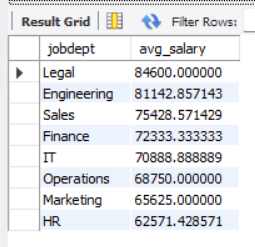 Result Grid Filter Rows:
jobdept avg_salary
Legal 84600.000000
Engineering 81142.857143
Sales 75428.571429
Finance 72333.333333
IT 70888.888889
Operations 68750.000000
Marketing 65625.000000
HR 62571.428571